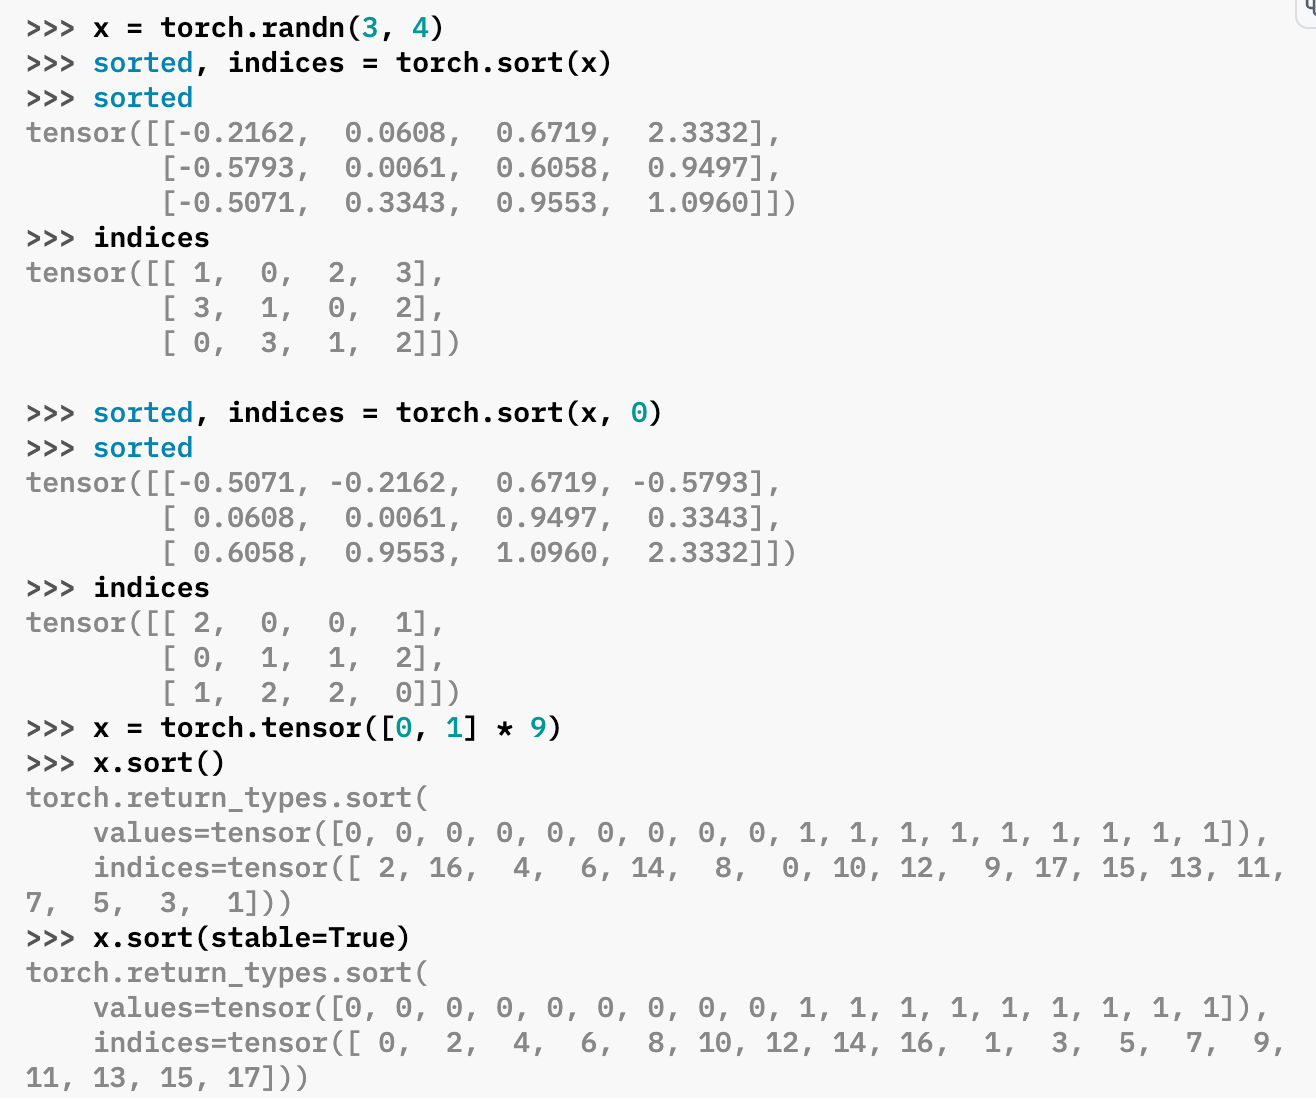 >>> x = torch.randn(3, 4)
>>> sorted, indices = torch.sort(x)
>>> sorted
tensor([[-0.2162,  0.0608,  0.6719,  2.3332],
        [-0.5793,  0.0061,  0.6058,  0.9497],
        [-0.5071,  0.3343,  0.9553,  1.0960]])
>>> indices
tensor([[ 1,  0,  2,  3],
        [ 3,  1,  0,  2],
        [ 0,  3,  1,  2]])

>>> sorted, indices = torch.sort(x, 0)
>>> sorted
tensor([[-0.5071, -0.2162,  0.6719, -0.5793],
        [ 0.0608,  0.0061,  0.9497,  0.3343],
        [ 0.6058,  0.9553,  1.0960,  2.3332]])
>>> indices
tensor([[ 2,  0,  0,  1],
        [ 0,  1,  1,  2],
        [ 1,  2,  2,  0]])
>>> x = torch.tensor([0, 1] * 9)
>>> x.sort()
torch.return_types.sort(
    values=tensor([0, 0, 0, 0, 0, 0, 0, 0, 0, 1, 1, 1, 1, 1, 1, 1, 1, 1]),
    indices=tensor([ 2, 16,  4,  6, 14,  8,  0, 10, 12,  9, 17, 15, 13, 11,
7,  5,  3,  1]))
>>> x.sort(stable=True)
torch.return_types.sort(
    values=tensor([0, 0, 0, 0, 0, 0, 0, 0, 0, 1, 1, 1, 1, 1, 1, 1, 1, 1]),
    indices=tensor([ 0,  2,  4,  6,  8, 10, 12, 14, 16,  1,  3,  5,  7,  9,
11, 13, 15, 17]))